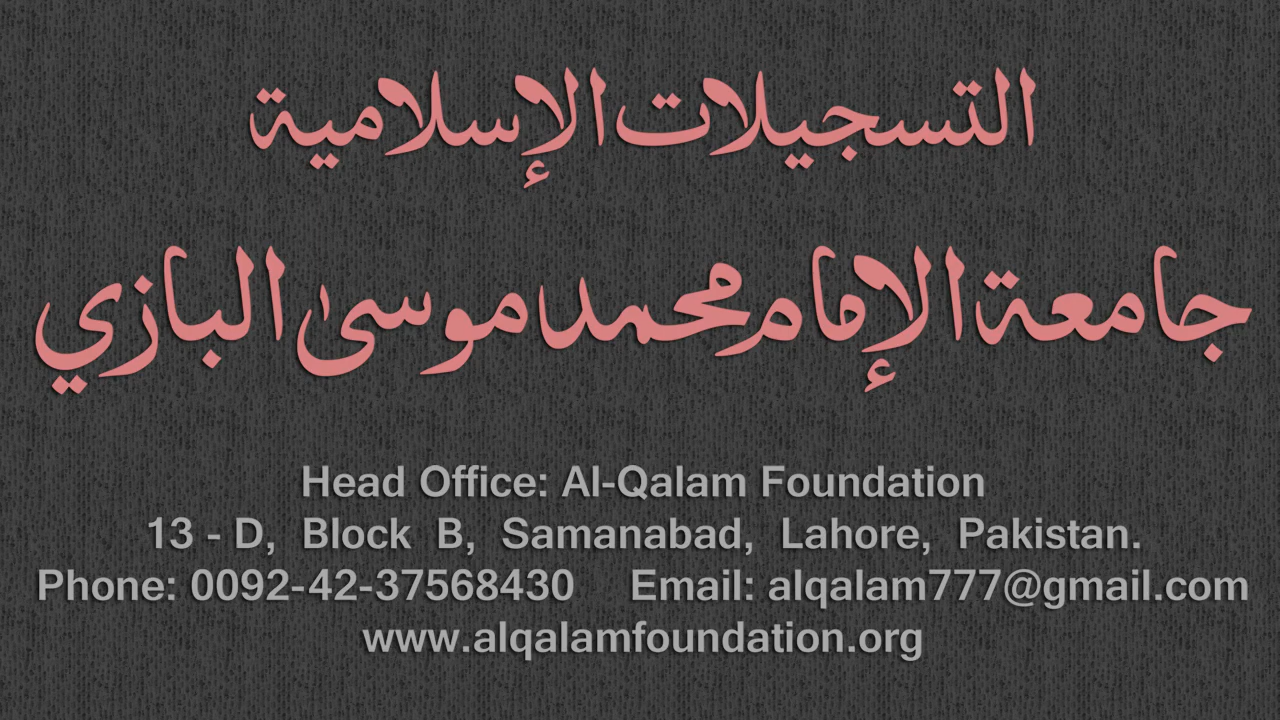 التسجيلات الإسلامية
جامعة الإمام محمد موسىٰ البازي
Head Office: Al-Qalam Foundation
13 - D, Block B, Samanabad, Lahore, Pakistan.
Phone: 0092-42-37568430 Email: alqalam777@gmail.com
www.alqalamfoundation.org